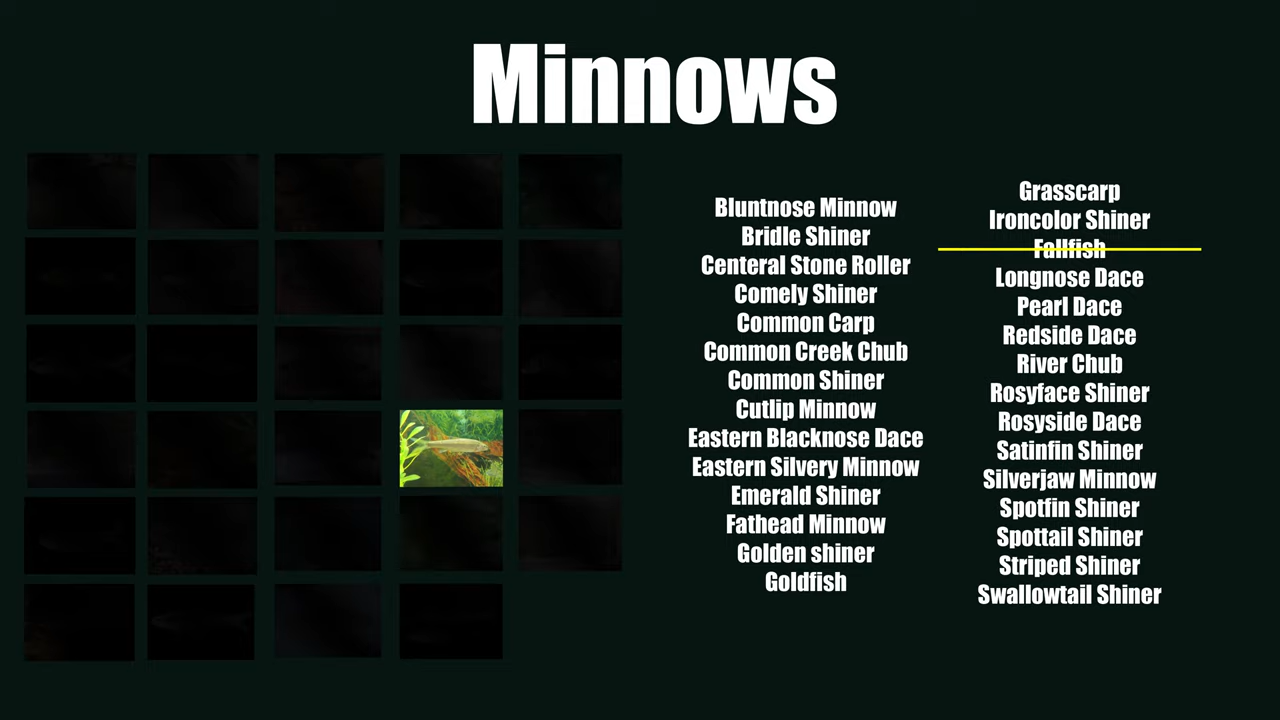 Minnows
Bluntnose Minnow
Bridle Shiner
Centeral Stone Roller
Comely Shiner
Common Carp
Common Creek Chub
Common Shiner
Cutlip Minnow
Eastern Blacknose Dace
Eastern Silvery Minnow
Emerald Shiner
Fathead Minnow
Golden shiner
Goldfish
Grasscarp
Ironcolor Shiner
Fallfish
Longnose Dace
Pearl Dace
Redside Dace
River Chub
Rosyface Shiner
Rosyside Dace
Satinfin Shiner
Silverjaw Minnow
Spotfin Shiner
Spottail Shiner
Striped Shiner
Swallowtail Shiner